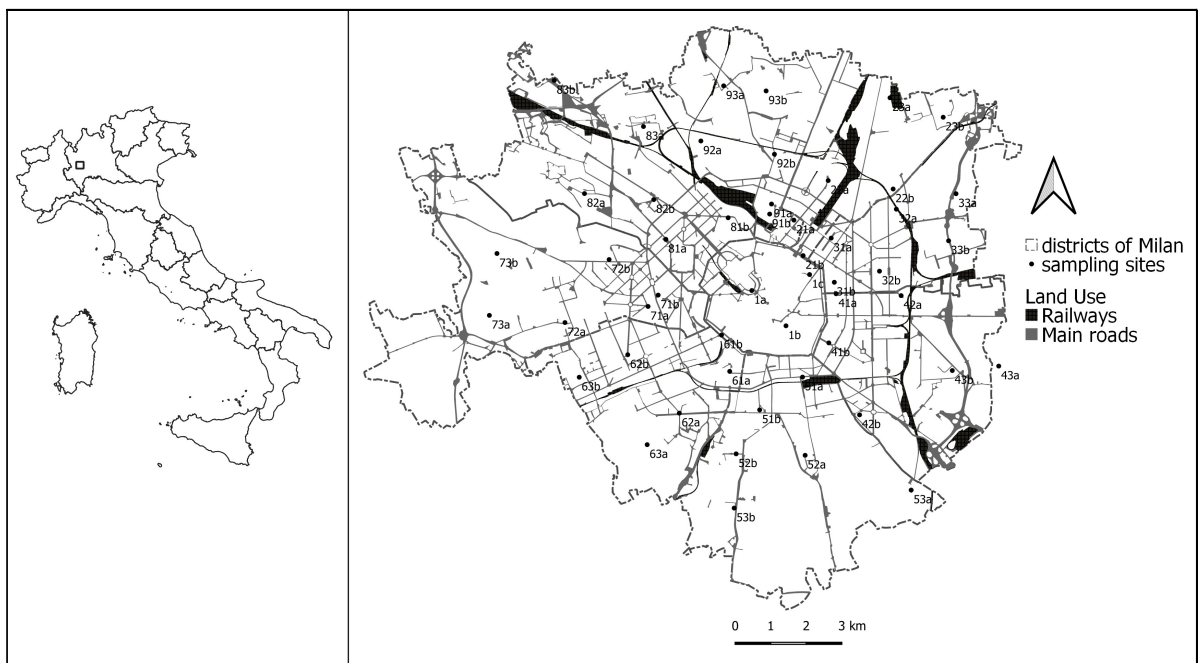 83b
93a
93b
23a
23b
83a
92a
92b
22a
22b
82a
82b
33a
91a
32a
81b
91b
21a
31a
81a
33b
districts of Milan
73b
72b
21b
sampling sites
1c
32b
1a
31b
71b
41a
42a
Land Use
71a
Railways
73a
72a
1b
Main roads
61b
41b
62b
61a
43b
43a
63b
51a
62a
51b
42b
63a
52b
52a
53a
53b
0 1 2 3 km